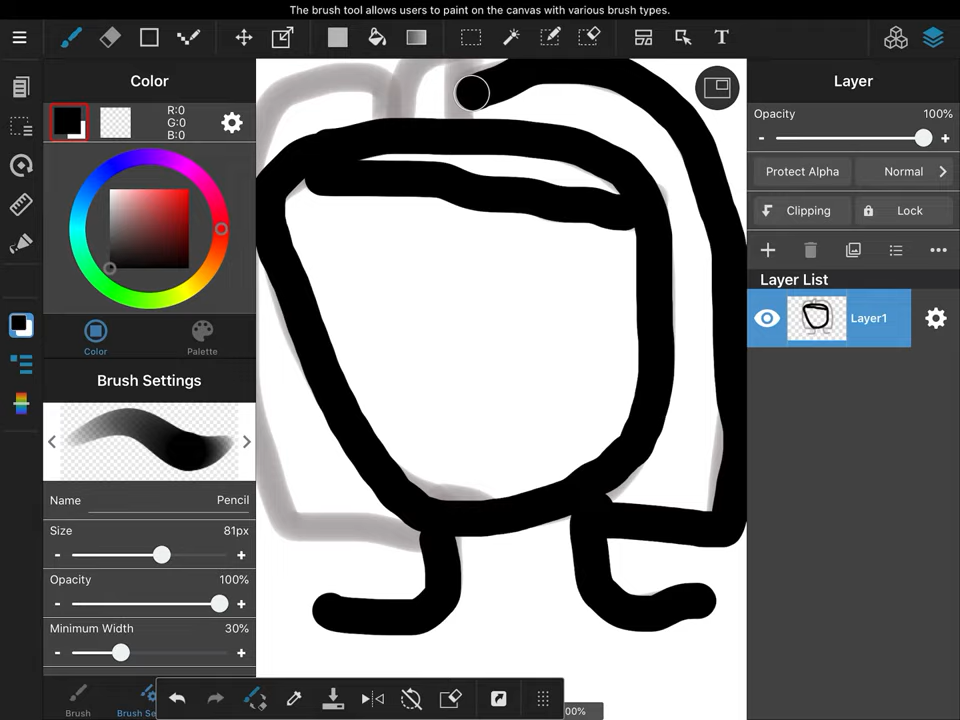 The brush tool allows users to paint on the canvas with various brush types.
T
Color
R:0
G:0
B:0
Color
Palette
Brush Settings
Name
Pencil
Size
81px
-
+
Opacity
100%
-
+
Minimum Width
30%
-
+
Brush
Brush Se
00%
Layer
Opacity
100%
-
+
Protect Alpha
Normal
Clipping
Lock
Layer List
Layer1